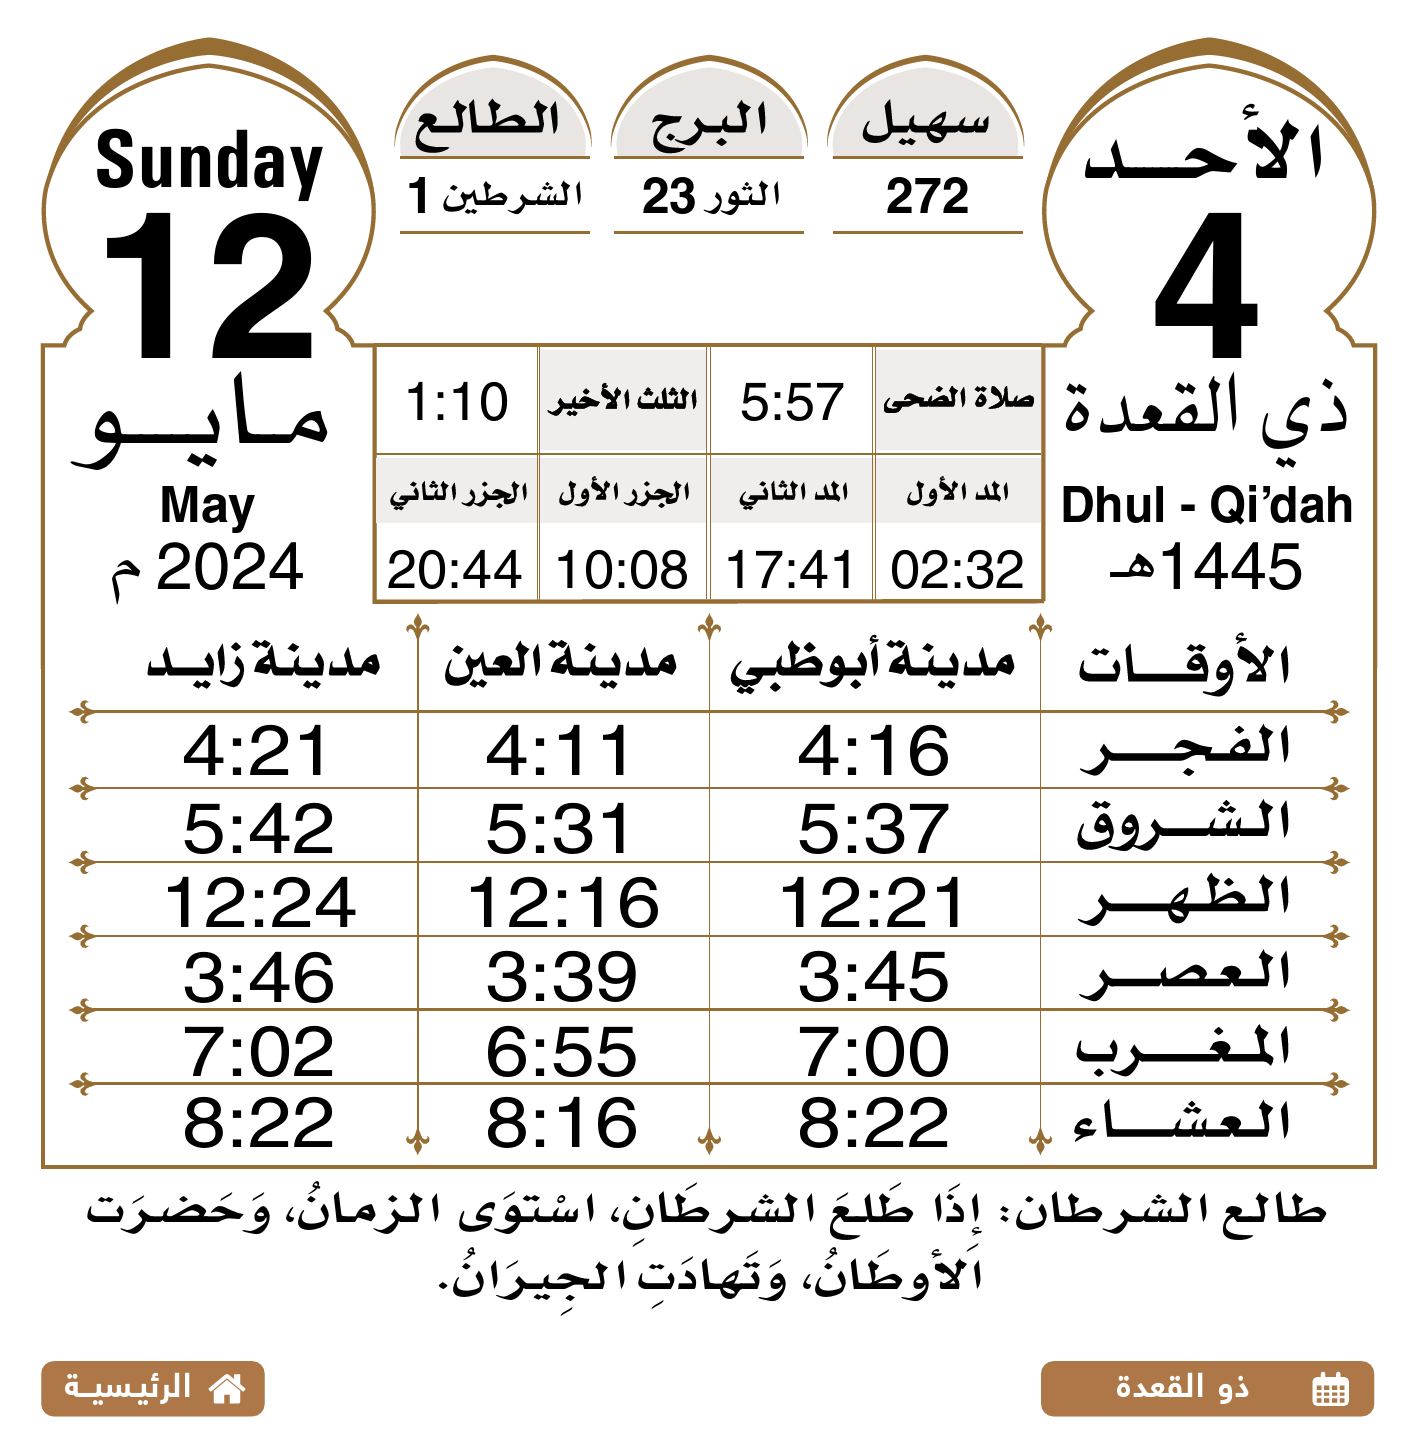 الأحد
4
ذي القعدة
Dhul - Qi’dah
1445هـ
سهيل
272
البرج
الثور 23
الطالع
الشرطين 1
Sunday
12
مايو
May
2024 م
صلاة الضحى 5:57 الثلث الأخير 1:10
المد الأول المد الثاني الجزر الأول الجزر الثاني
02:32 17:41 10:08 20:44
الأوقات مدينة أبوظبي مدينة العين مدينة زايد
الفجر 4:16 4:11 4:21
الشروق 5:37 5:31 5:42
الظهر 12:21 12:16 12:24
العصر 3:45 3:39 3:46
المغرب 7:00 6:55 7:02
العشاء 8:22 8:16 8:22
طالع الشرطان: إِذَا طَلعَ الشرطَانِ، اسْتوَى الزمانُ، وَحَضرَت
الأوطَانُ، وَتَهادَتِ الجِيرَانُ.
ذو القعدة
الرئيسية